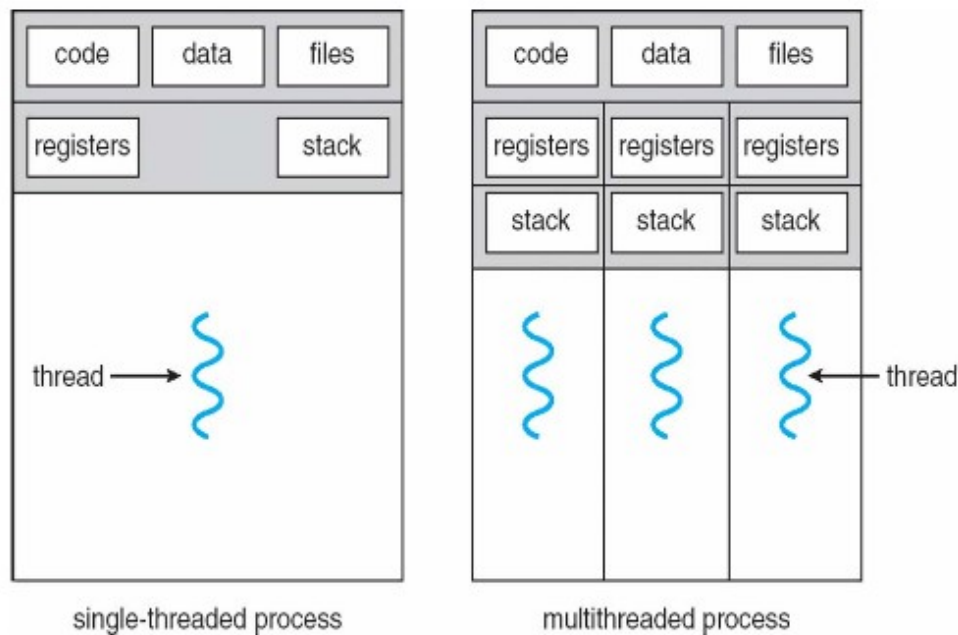 code data files
registers stack
thread
single-threaded process
code data files
registers registers registers
stack stack stack
thread
multithreaded process